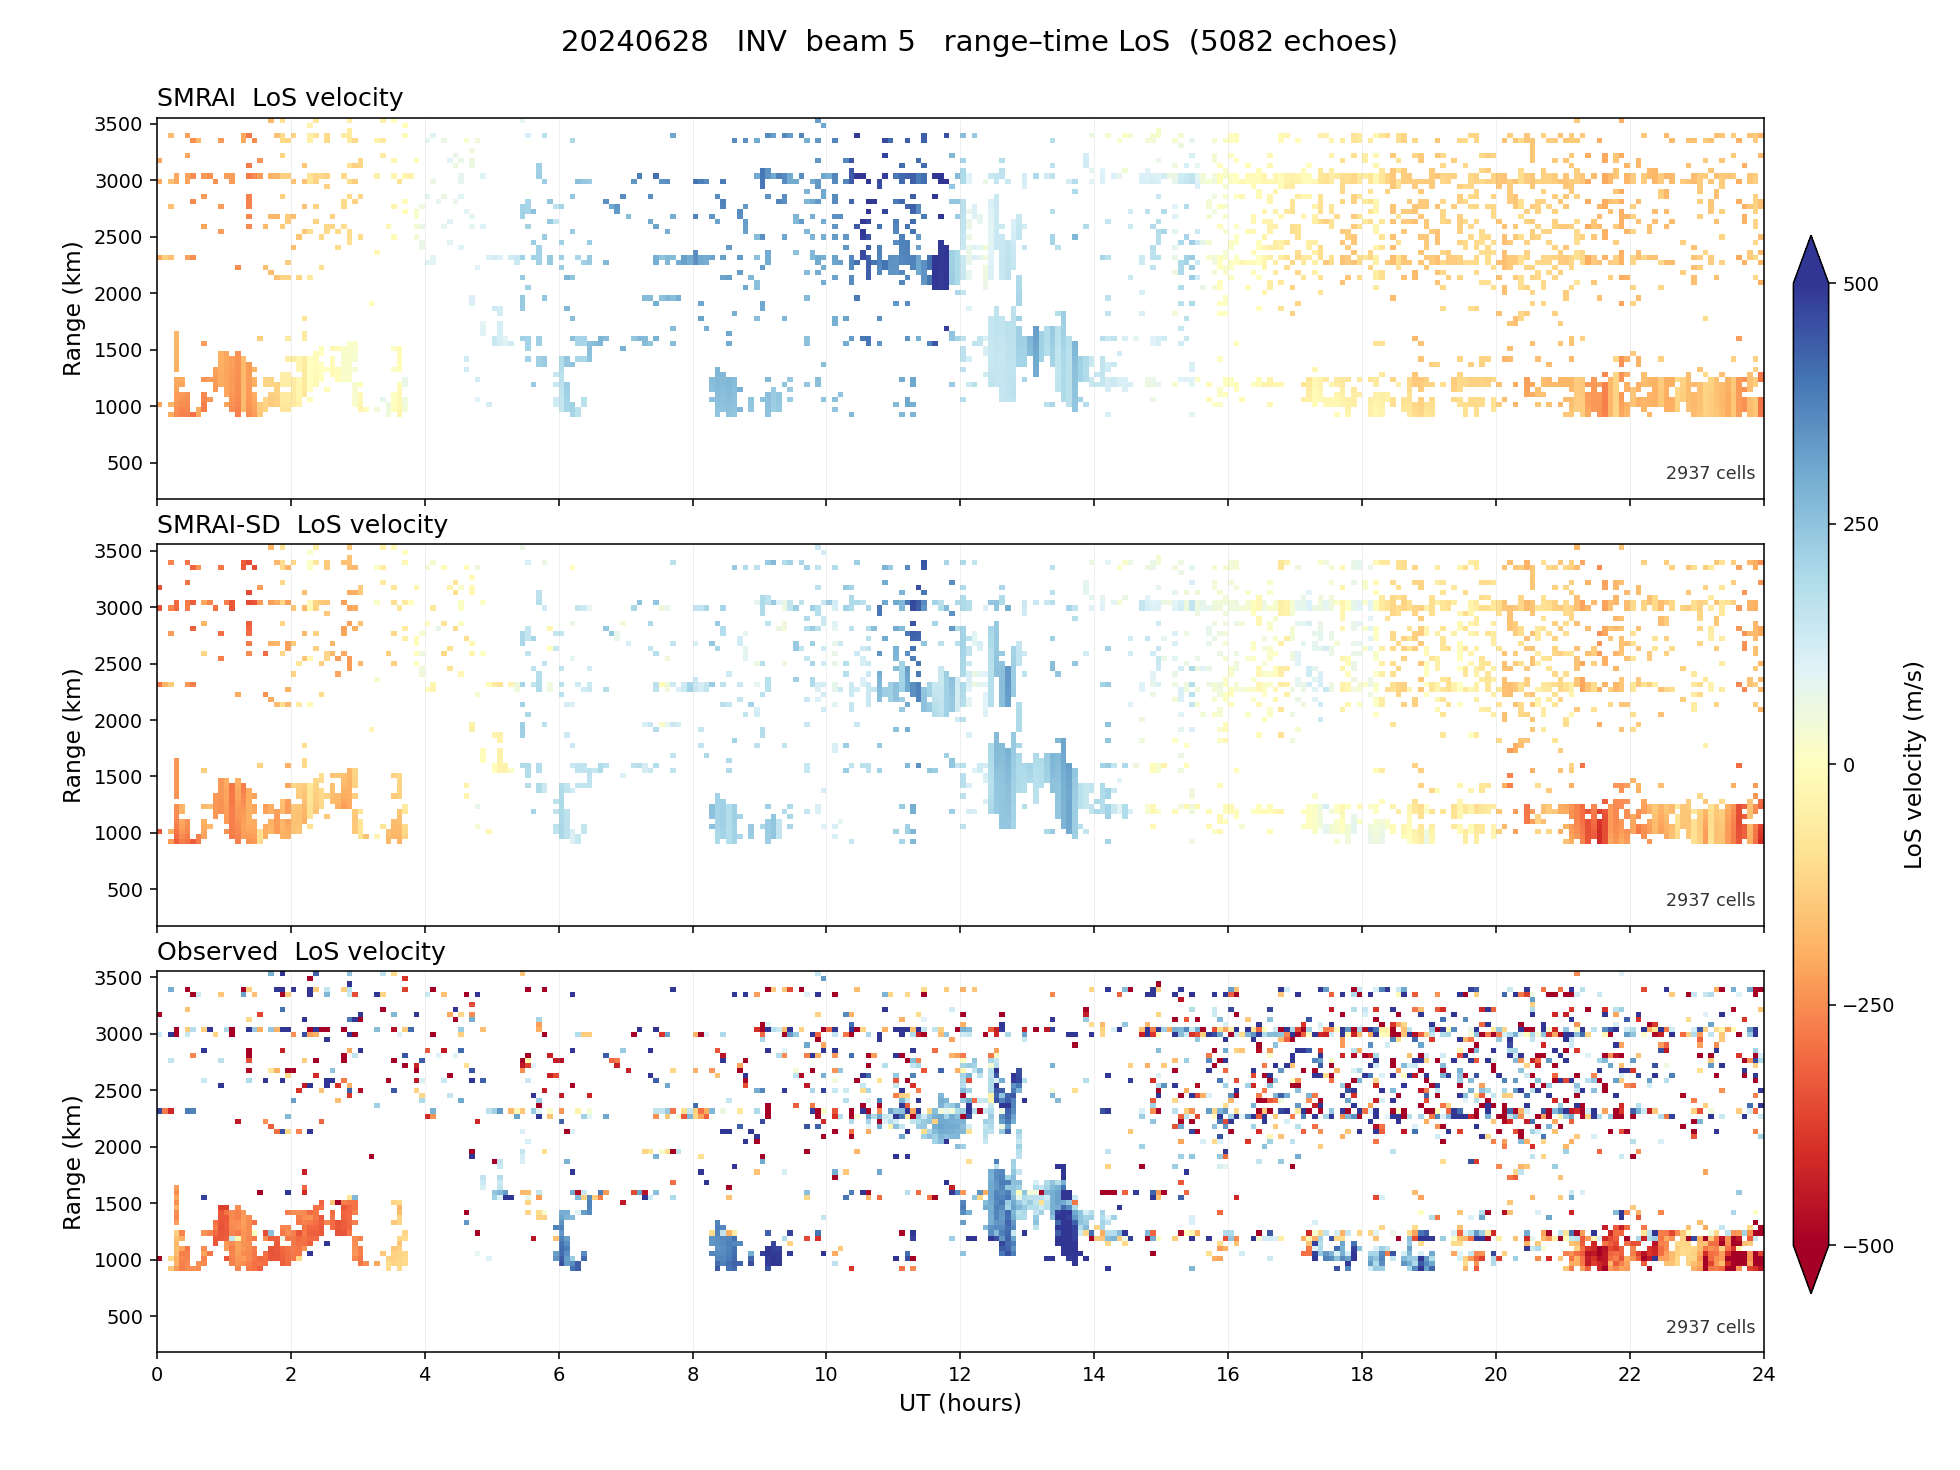 20240628 INV beam 5 range–time LoS (5082 echoes)
SMRAI LoS velocity
3500
3000
2500
2000
1500
1000
500
Range (km)
2937 cells
SMRAI-SD LoS velocity
3500
3000
2500
2000
1500
1000
500
Range (km)
2937 cells
Observed LoS velocity
3500
3000
2500
2000
1500
1000
500
Range (km)
2937 cells
0 2 4 6 8 10 12 14 16 18 20 22 24
UT (hours)
500
250
0
−250
−500
LoS velocity (m/s)